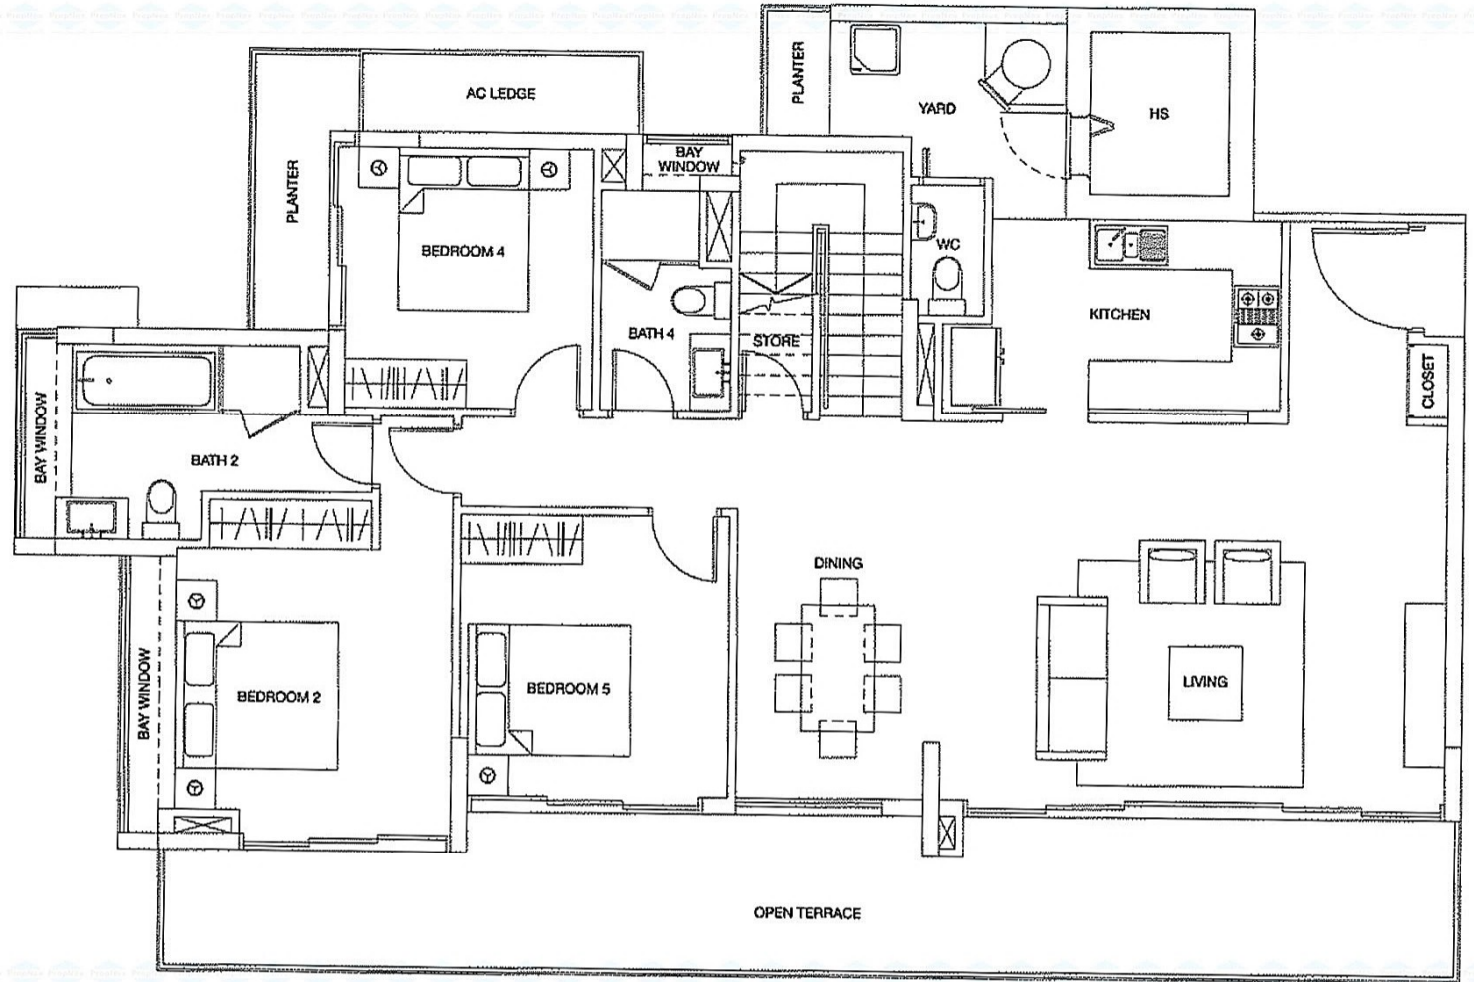 AC LEDGE
PLANTER
YARD
HS
BAY
WINDOW
PLANTER
BEDROOM 4
WC
KITCHEN
BATH 4
STORE
CLOSET
BAY WINDOW
BATH 2
DINING
BAY WINDOW
BEDROOM 2
BEDROOM 5
LIVING
OPEN TERRACE